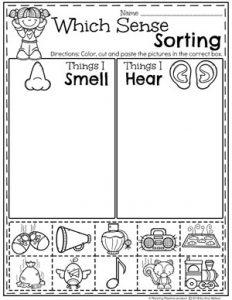 Name
Which Sense
Sorting
Directions: Color, cut and paste the pictures in the correct box.
Things I
Smell
Things I
Hear